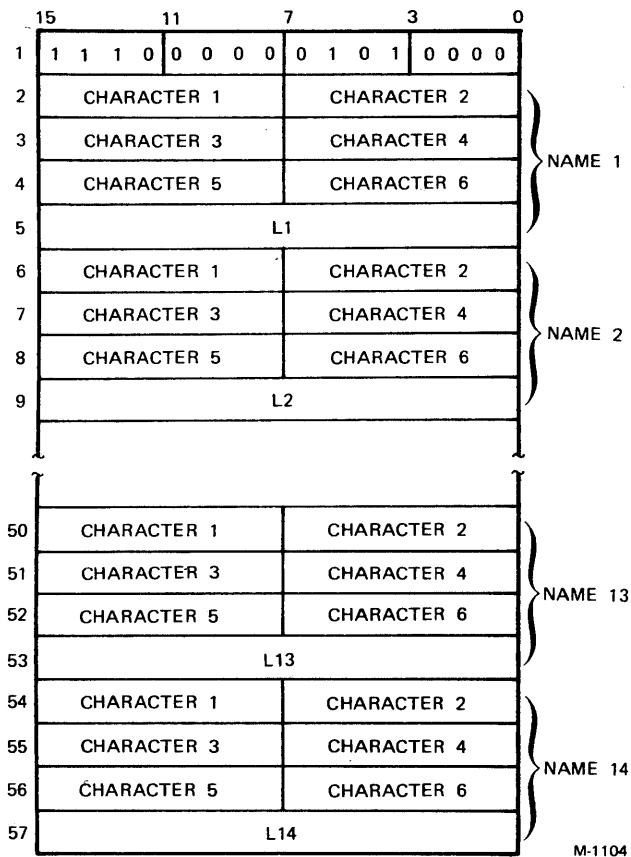 15 11 7 3 0
1 1 1 1 0 0 0 0 0 0 1 0 1 0 0 0 0
2 CHARACTER 1 CHARACTER 2
3 CHARACTER 3 CHARACTER 4
NAME 1
4 CHARACTER 5 CHARACTER 6
5 L1
6 CHARACTER 1 CHARACTER 2
7 CHARACTER 3 CHARACTER 4
NAME 2
8 CHARACTER 5 CHARACTER 6
9 L2
50 CHARACTER 1 CHARACTER 2
51 CHARACTER 3 CHARACTER 4
NAME 13
52 CHARACTER 5 CHARACTER 6
53 L13
54 CHARACTER 1 CHARACTER 2
55 CHARACTER 3 CHARACTER 4
NAME 14
56 CHARACTER 5 CHARACTER 6
57 L14
M-1104